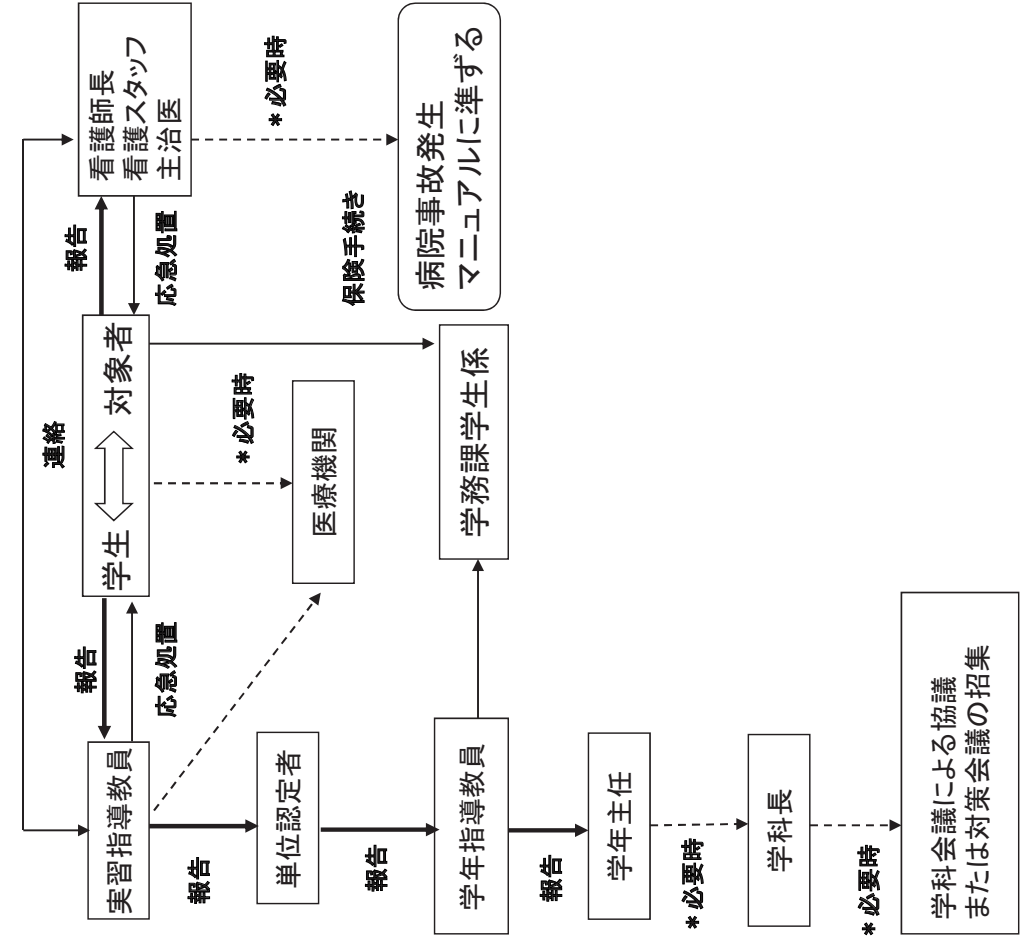 連絡
報告
報告
実習指導教員
学生
対象者
看護師長
看護スタッフ
主治医
応急処置
応急処置
報告
＊必要時
＊必要時
単位認定者
医療機関
保険手続き
報告
病院事故発生
マニュアルに準ずる
学年指導教員
学務課学生係
報告
学年主任
＊必要時
学科長
＊必要時
学科会議による協議
または対策会議の招集